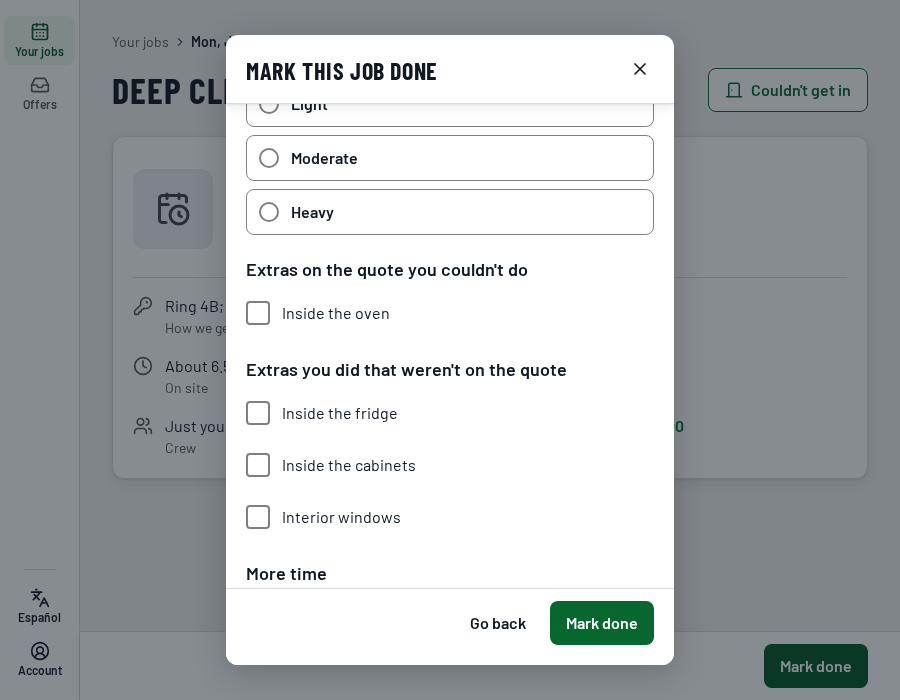 Your jobs
Offers
Español
Account
Your jobs > Mon,
DEEP CL
Couldn't get in
Ring 4B;
How we ge
About 6.5
On site
Just you
Crew
MARK THIS JOB DONE
Light
Moderate
Heavy
Extras on the quote you couldn't do
Inside the oven
Extras you did that weren't on the quote
Inside the fridge
Inside the cabinets
Interior windows
More time
Go back
Mark done
Mark done